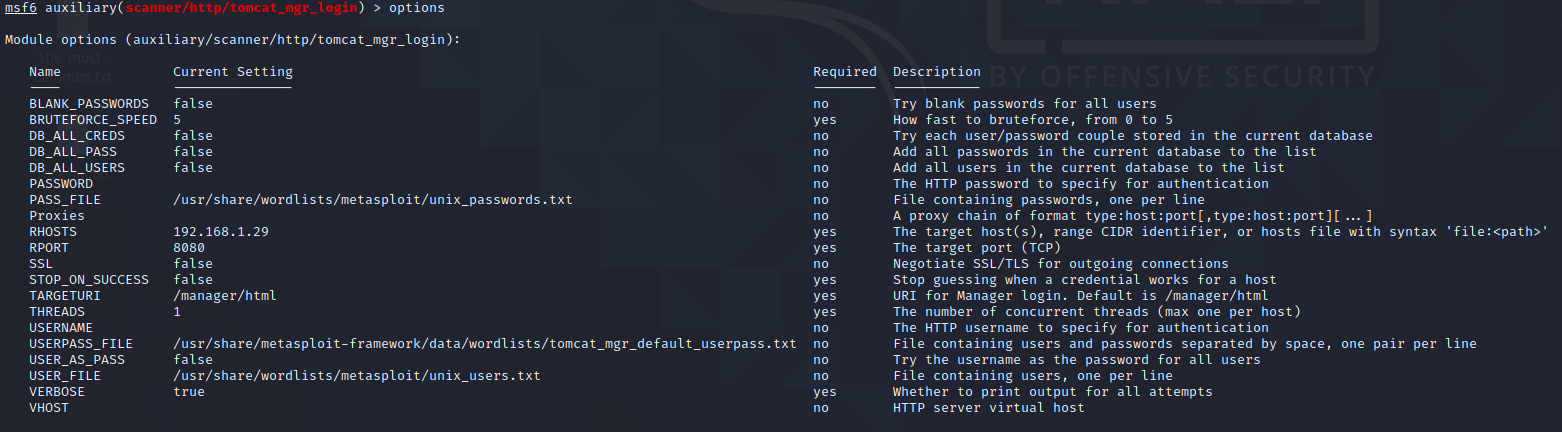 msf6 auxiliary(scanner/http/tomcat_mgr_login) > options
Module options (auxiliary/scanner/http/tomcat_mgr_login):
Name Current Setting Required Description
---- --------------- -------- -----------
BLANK_PASSWORDS false no Try blank passwords for all users
BRUTEFORCE_SPEED 5 yes How fast to bruteforce, from 0 to 5
DB_ALL_CREDS false no Try each user/password couple stored in the current database
DB_ALL_PASS false no Add all passwords in the current database to the list
DB_ALL_USERS false no Add all users in the current database to the list
PASSWORD no The HTTP password to specify for authentication
PASS_FILE /usr/share/wordlists/metasploit/unix_passwords.txt no File containing passwords, one per line
Proxies no A proxy chain of format type:host:port[,type:host:port][...]
RHOSTS 192.168.1.29 yes The target host(s), range CIDR identifier, or hosts file with syntax 'file:<path>'
RPORT 8080 yes The target port (TCP)
SSL false no Negotiate SSL/TLS for outgoing connections
STOP_ON_SUCCESS false yes Stop guessing when a credential works for a host
TARGETURI /manager/html yes URI for Manager login. Default is /manager/html
THREADS 1 yes The number of concurrent threads (max one per host)
USERNAME no The HTTP username to specify for authentication
USERPASS_FILE /usr/share/metasploit-framework/data/wordlists/tomcat_mgr_default_userpass.txt no File containing users and passwords separated by space, one pair per line
USER_AS_PASS false no Try the username as the password for all users
USER_FILE /usr/share/wordlists/metasploit/unix_users.txt no File containing users, one per line
VERBOSE true yes Whether to print output for all attempts
VHOST no HTTP server virtual host
BY OFFENSIVE SECURITY